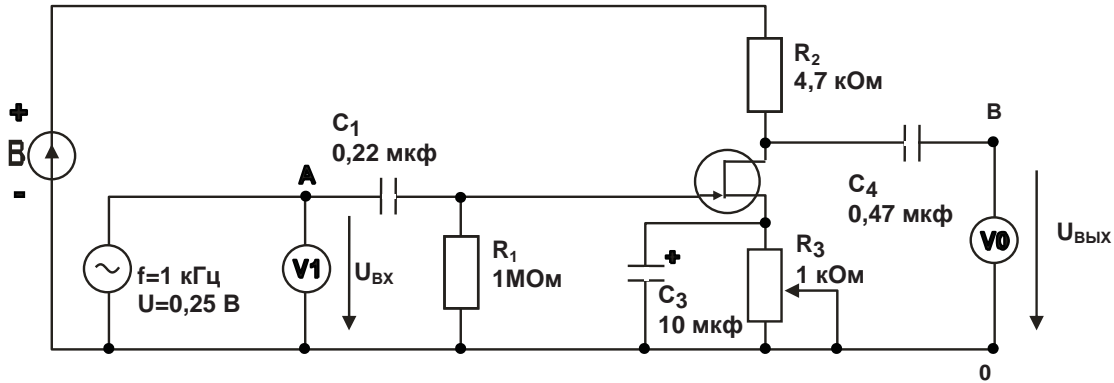 R2
4,7 кОм
+
В
-
C1
0,22 мкф
A
B
C4
0,47 мкф
V0
UВЫХ
f=1 кГц
U=0,25 В
V1
UВХ
R1
1МОм
+
C3
10 мкф
R3
1 кОм
0